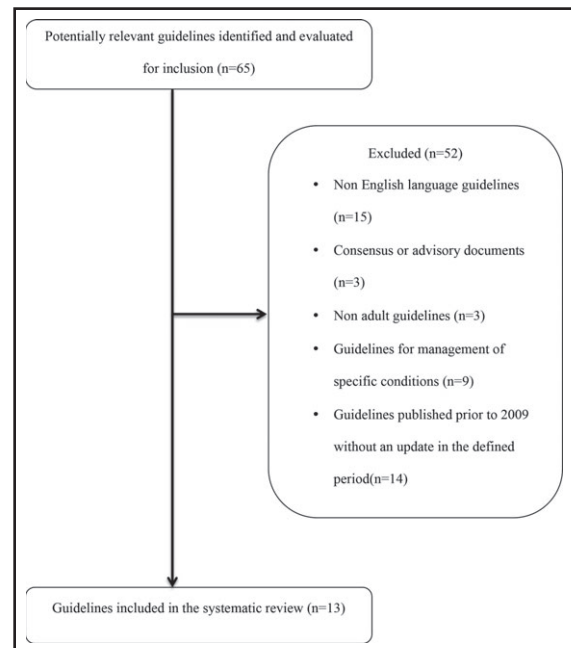 Potentially relevant guidelines identified and evaluated
for inclusion (n=65)
Excluded (n=52)
• Non English language guidelines
(n=15)
• Consensus or advisory documents
(n=3)
• Non adult guidelines (n=3)
• Guidelines for management of
specific conditions (n=9)
• Guidelines published prior to 2009
without an update in the defined
period(n=14)
Guidelines included in the systematic review (n=13)